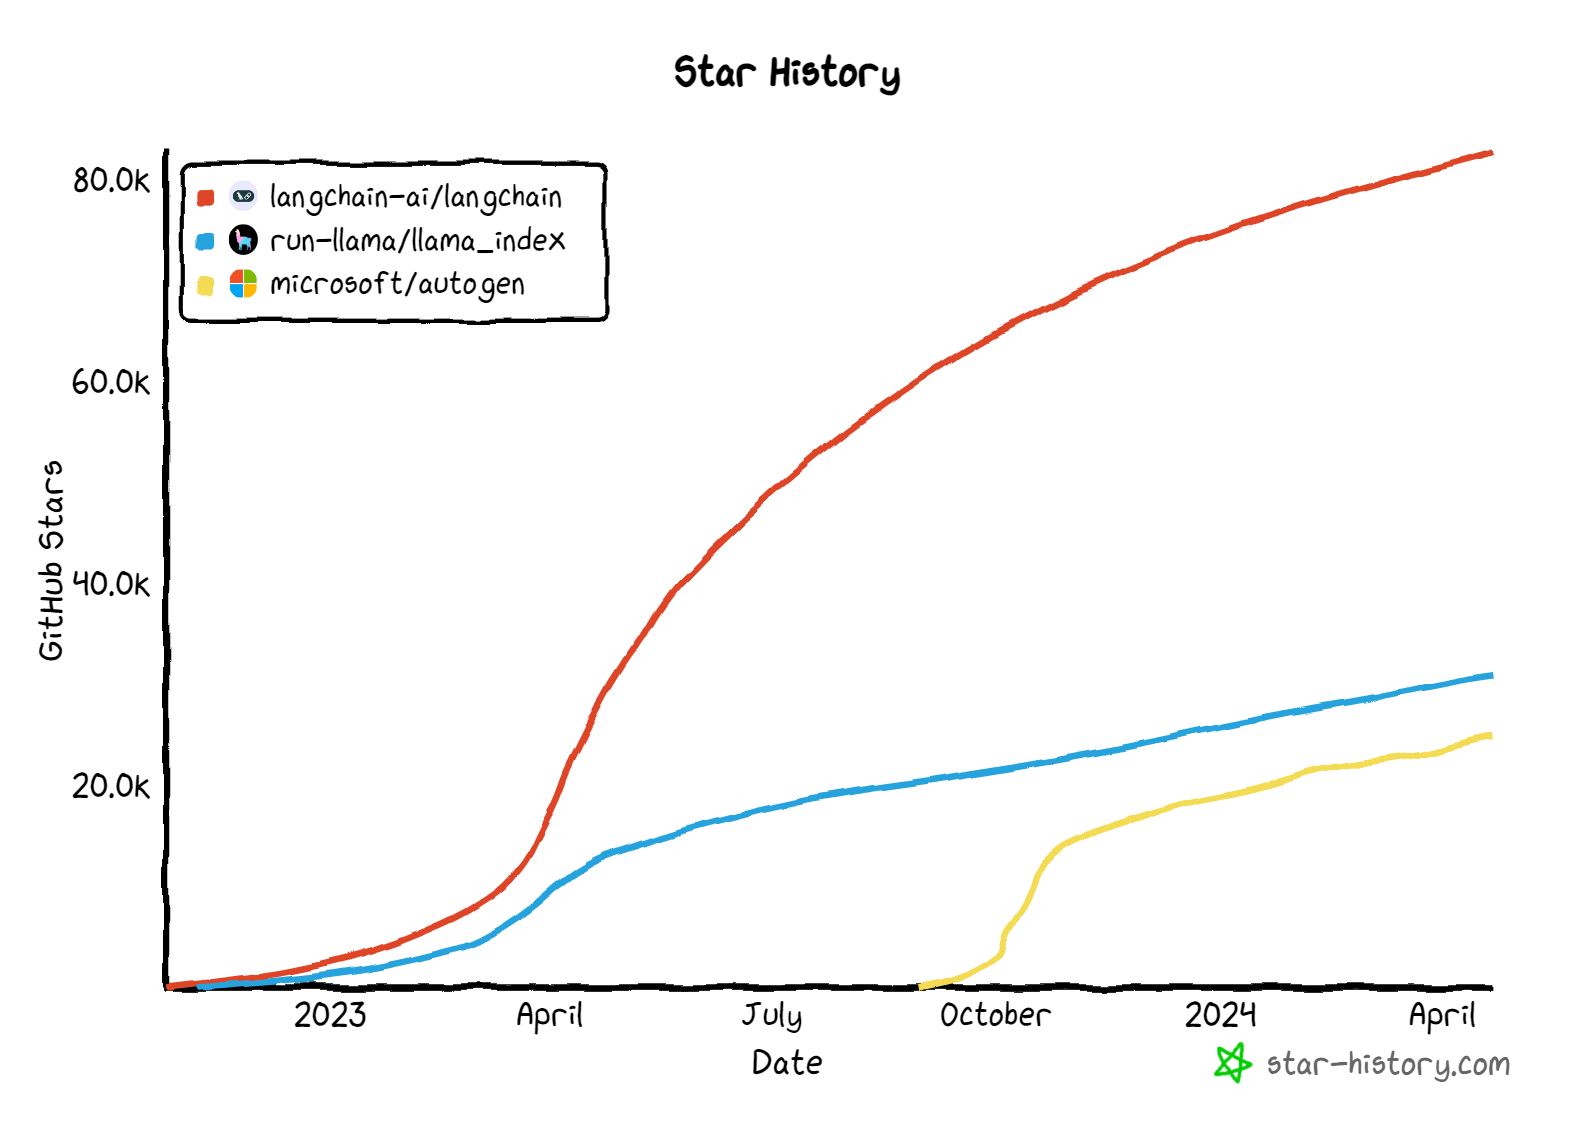 Star History
langchain-ai/langchain
run-llama/llama_index
microsoft/autogen
80.0k
60.0k
40.0k
20.0k
GitHub Stars
2023 April July October 2024 April
Date
star-history.com